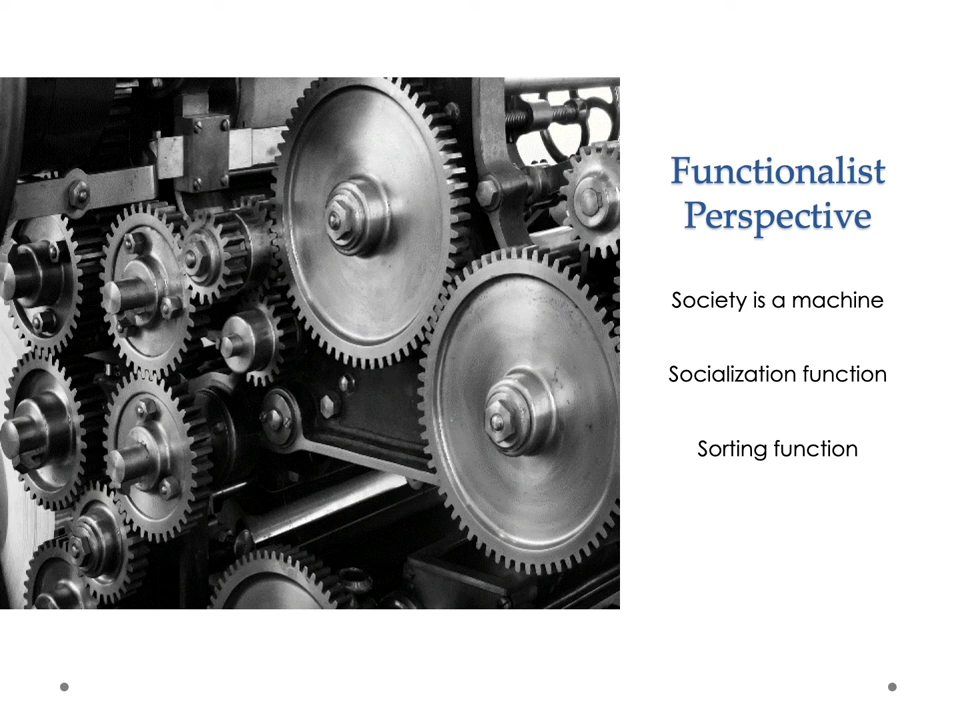 Functionalist
Perspective
Society is a machine
Socialization function
Sorting function